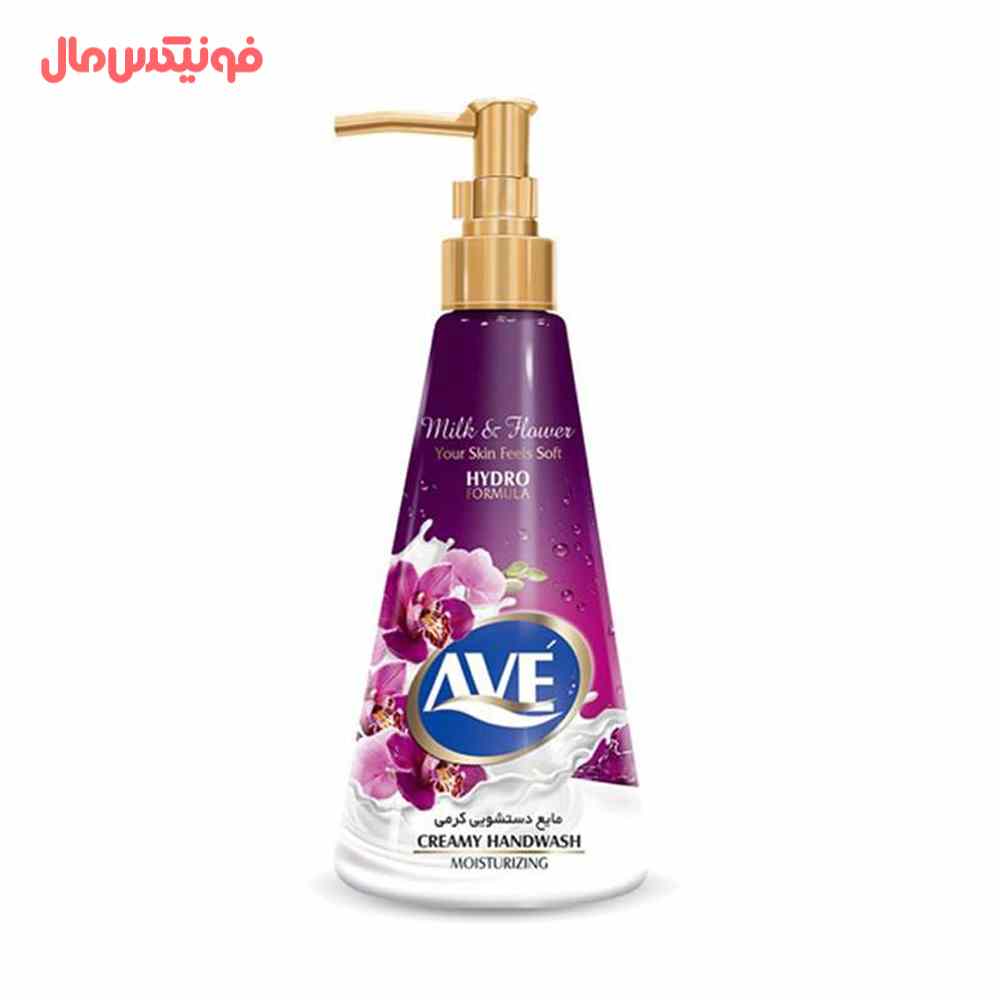 فونیکس‌مال
Milk & Flower
Your Skin Feels Soft
HYDRO
FORMULA
AVÉ
مایع دستشویی کرمی
CREAMY HANDWASH
MOISTURIZING